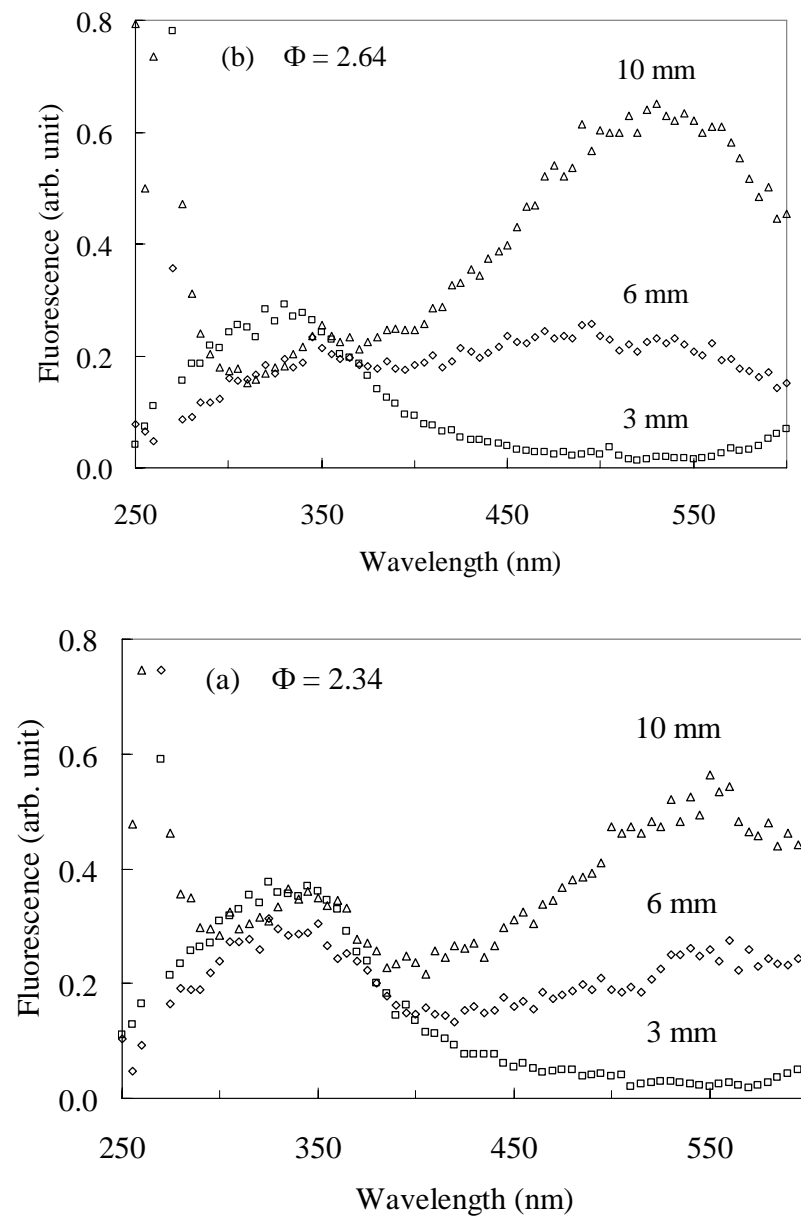 0.8
(b) Φ = 2.64
10 mm
0.6
Fluorescence (arb. unit)
0.4
6 mm
0.2
3 mm
0.0
250 350 450 550
Wavelength (nm)
0.8
(a) Φ = 2.34
10 mm
0.6
Fluorescence (arb. unit)
0.4
6 mm
0.2
3 mm
0.0
250 350 450 550
Wavelength (nm)